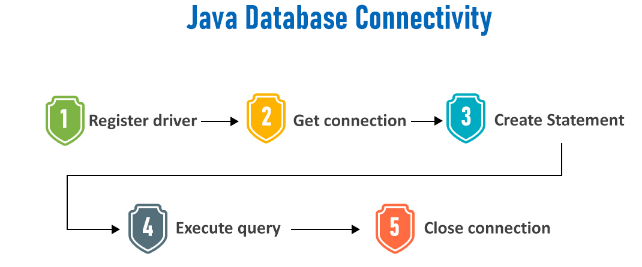 Java Database Connectivity
1 Register driver
2 Get connection
3 Create Statement
4 Execute query
5 Close connection